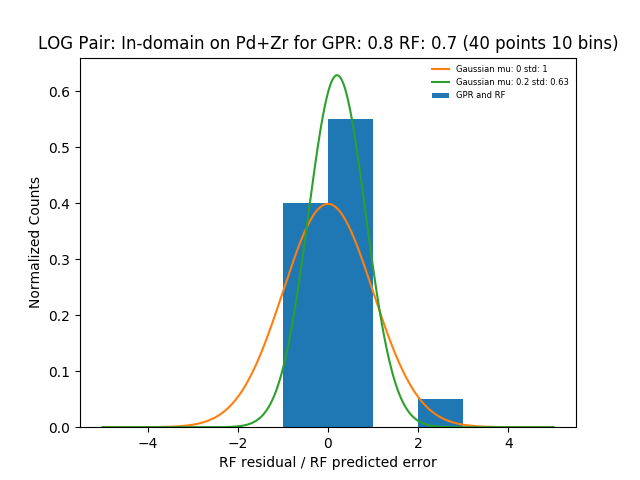 LOG Pair: In-domain on Pd+Zr for GPR: 0.8 RF: 0.7 (40 points 10 bins)
Gaussian mu: 0 std: 1
Gaussian mu: 0.2 std: 0.63
GPR and RF
Normalized Counts
0.6
0.5
0.4
0.3
0.2
0.1
0.0
−4 −2 0 2 4
RF residual / RF predicted error